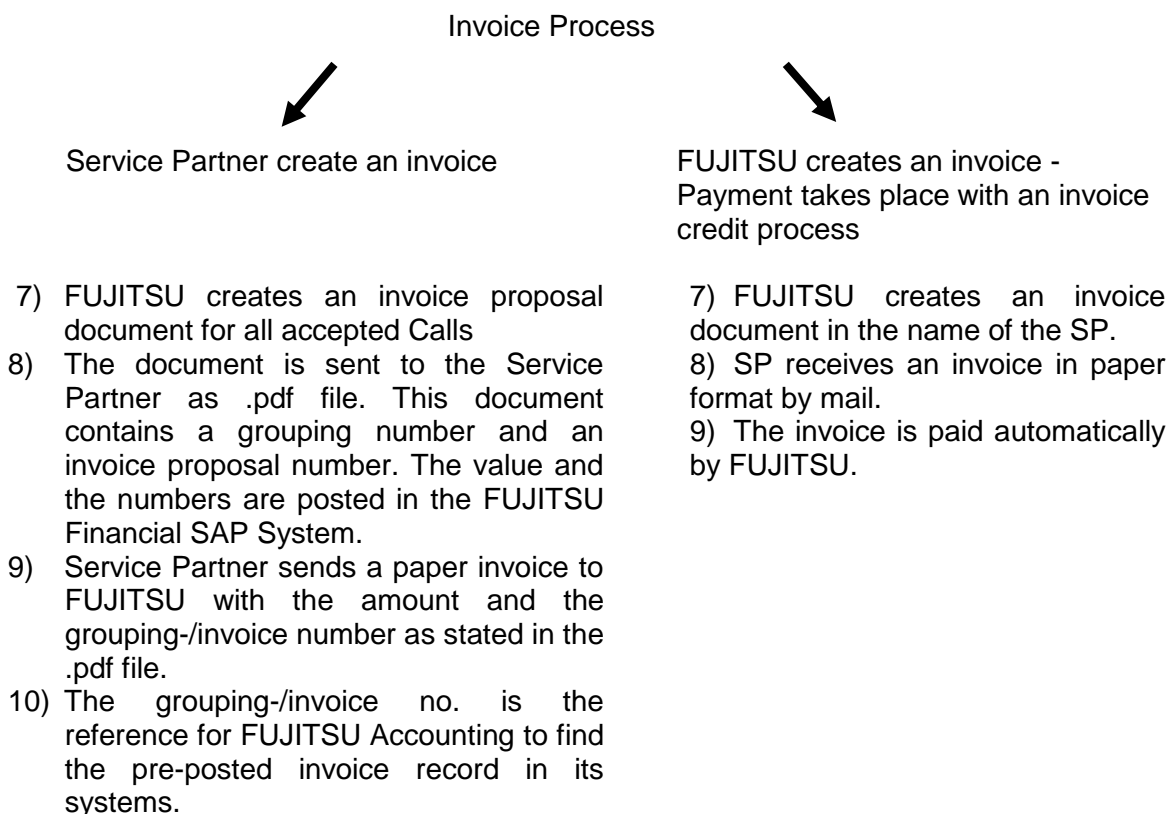 Invoice Process
Service Partner create an invoice
7) FUJITSU creates an invoice proposal
document for all accepted Calls
8) The document is sent to the Service
Partner as .pdf file. This document
contains a grouping number and an
invoice proposal number. The value and
the numbers are posted in the FUJITSU
Financial SAP System.
9) Service Partner sends a paper invoice to
FUJITSU with the amount and the
grouping-/invoice number as stated in the
.pdf file.
10) The grouping-/invoice no. is the
reference for FUJITSU Accounting to find
the pre-posted invoice record in its
systems.
FUJITSU creates an invoice -
Payment takes place with an invoice
credit process
7) FUJITSU creates an invoice
document in the name of the SP.
8) SP receives an invoice in paper
format by mail.
9) The invoice is paid automatically
by FUJITSU.